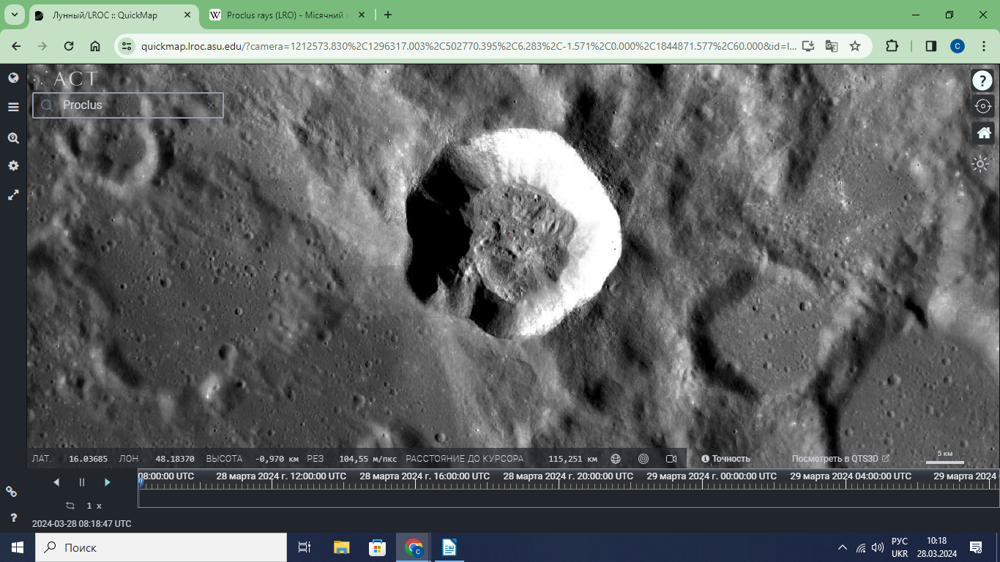 Лунный/LROC :: QuickMap
Proclus rays (LRO) - Місячний
quickmap.lroc.asu.edu/?camera=1212573.830%2C1296317.003%2C502770.395%2C6.283%2C-1.571%2C0.000%2C1844871.577%2C60.000&id=l...
C
ACT
?
Proclus
5 км
ЛАТ. 16.03685 ЛОН 48.18370 ВЫСОТА -0,970 км РЕЗ 104,55 м/пкс РАССТОЯНИЕ ДО КУРСОРА 115,251 км Точность Посмотреть в QTS3D
08:00:00 UTC 28 марта 2024 г. 12:00:00 UTC 28 марта 2024 г. 16:00:00 UTC 28 марта 2024 г. 20:00:00 UTC 29 марта 2024 г. 00:00:00 UTC 29 марта 2024 г. 04:00:00 UTC 29 марта 2024
1 x
?
2024-03-28 08:18:47 UTC
Поиск
C
РУС 10:18
UKR 28.03.2024